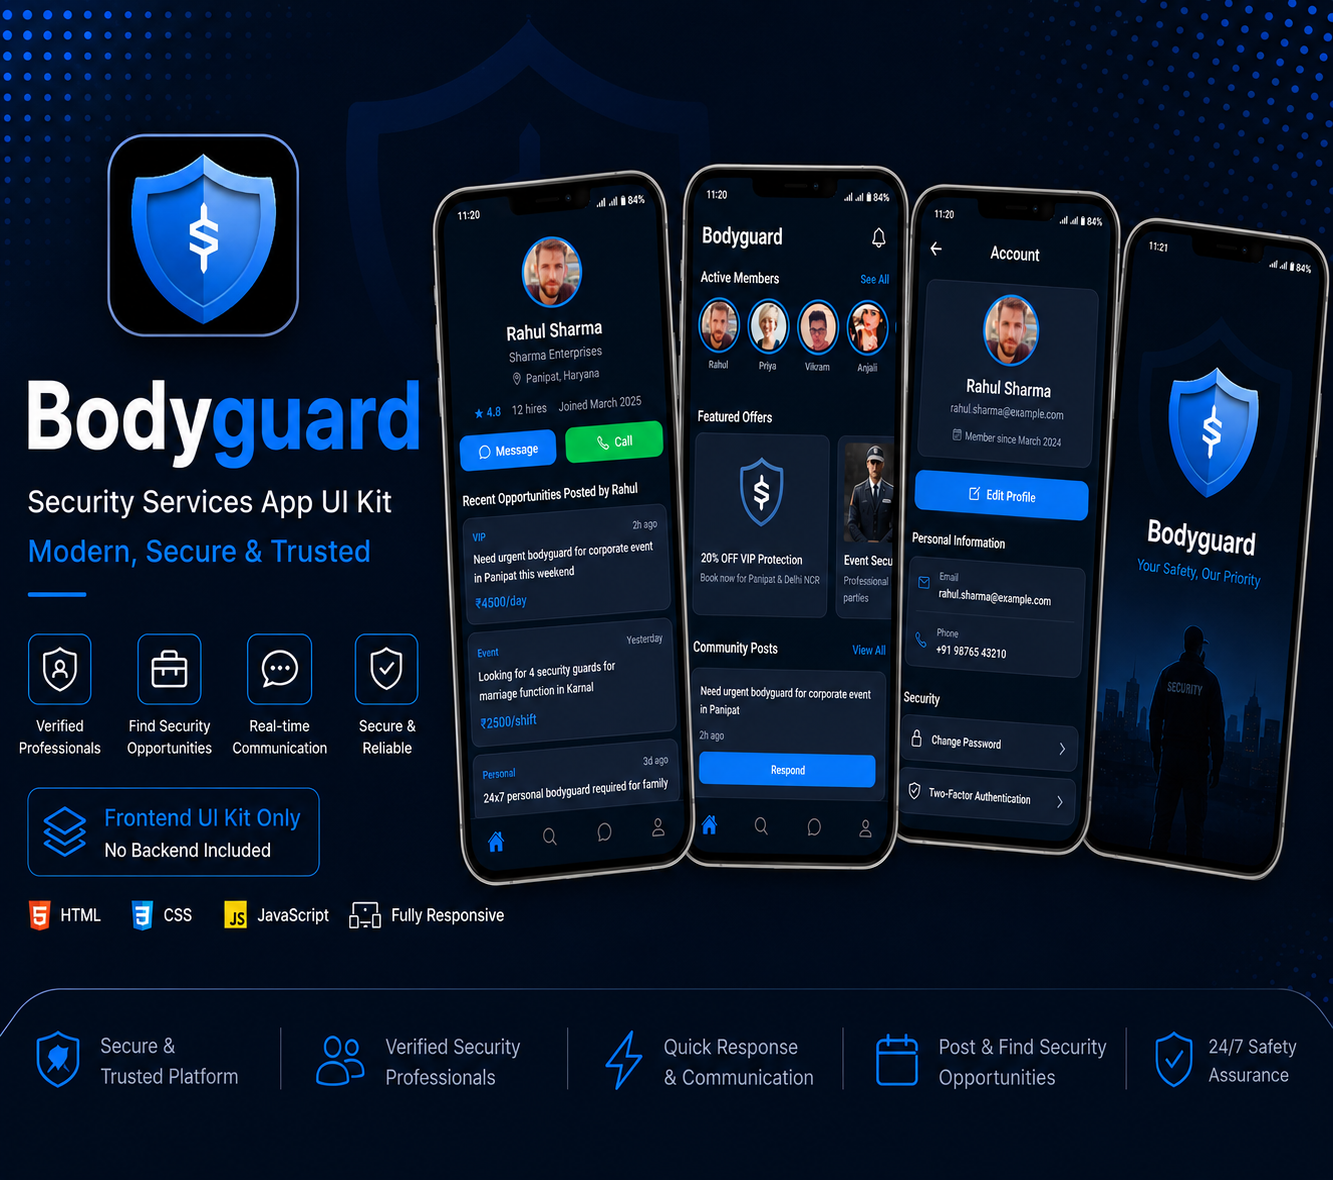 Bodyguard
Security Services App UI Kit
Modern, Secure & Trusted
Verified
Professionals
Find Security
Opportunities
Real-time
Communication
Secure &
Reliable
Frontend UI Kit Only
No Backend Included
HTML
CSS
JS
JavaScript
Fully Responsive
11:20
84%
Rahul Sharma
Sharma Enterprises
Panipat, Haryana
4.8
12 hires
Joined March 2025
Message
Call
Recent Opportunities Posted by Rahul
VIP
2h ago
Need urgent bodyguard for corporate event
in Panipat this weekend
₹4500/day
Event
Yesterday
Looking for 4 security guards for
marriage function in Karnal
₹2500/shift
Personal
3d ago
24x7 personal bodyguard required for family
11:20
84%
Bodyguard
Active Members
See All
Rahul
Priya
Vikram
Anjali
Featured Offers
20% OFF VIP Protection
Book now for Panipat & Delhi NCR
Event Secu
Professional
parties
Community Posts
View All
Need urgent bodyguard for corporate event
in Panipat
2h ago
Respond
11:20
84%
Account
Rahul Sharma
rahul.sharma@example.com
Member since March 2024
Edit Profile
Personal Information
Email
rahul.sharma@example.com
Phone
+91 98765 43210
Security
Change Password
Two-Factor Authentication
11:21
84%
Bodyguard
Your Safety, Our Priority
SECURITY
Secure &
Trusted Platform
Verified Security
Professionals
Quick Response
& Communication
Post & Find Security
Opportunities
24/7 Safety
Assurance